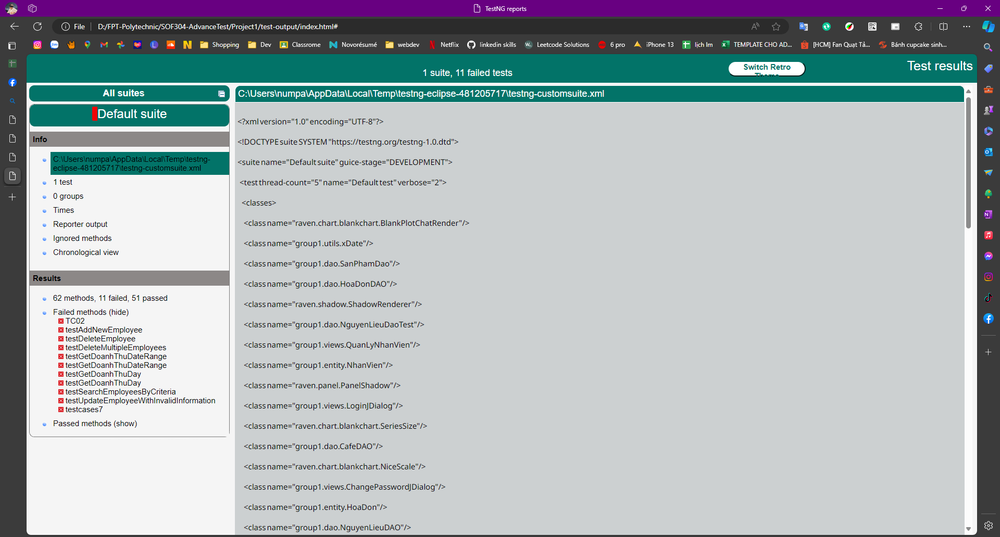 TestNG reports
File
D:/FPT-Polytechnic/SOF304-AdvanceTest/Project1/test-output/index.html#
Shopping
Dev
Classrome
Novorésumé
webdev
Netflix
linkedin skills
Leetcode Solutions
6 pro
iPhone 13
lịch lm
TEMPLATE CHO AD...
[HCM] Fan Quạt Tả...
Bánh cupcake sinh...
1 suite, 11 failed tests
Switch Retro
Theme
Test results
All suites
Default suite
Info
C:\Users\numpa\AppData\Local\Temp\testng-
eclipse-481205717\testng-customsuite.xml
1 test
0 groups
Times
Reporter output
Ignored methods
Chronological view
Results
62 methods, 11 failed, 51 passed
Failed methods (hide)
TC02
testAddNewEmployee
testDeleteEmployee
testDeleteMultipleEmployees
testGetDoanhThuDateRange
testGetDoanhThuDateRange
testGetDoanhThuDay
testGetDoanhThuDay
testSearchEmployeesByCriteria
testUpdateEmployeeWithInvalidInformation
testcases7
Passed methods (show)
C:\Users\numpa\AppData\Local\Temp\testng-eclipse-481205717\testng-customsuite.xml
<?xml version="1.0" encoding="UTF-8"?>
<!DOCTYPE suite SYSTEM "https://testng.org/testng-1.0.dtd">
<suite name="Default suite" guice-stage="DEVELOPMENT">
<test thread-count="5" name="Default test" verbose="2">
<classes>
<class name="raven.chart.blankchart.BlankPlotChatRender"/>
<class name="group1.utils.xDate"/>
<class name="group1.dao.SanPhamDao"/>
<class name="group1.dao.HoaDonDAO"/>
<class name="raven.shadow.ShadowRenderer"/>
<class name="group1.dao.NguyenLieuDaoTest"/>
<class name="group1.views.QuanLyNhanVien"/>
<class name="group1.entity.NhanVien"/>
<class name="raven.panel.PanelShadow"/>
<class name="group1.views.LoginJDialog"/>
<class name="raven.chart.blankchart.SeriesSize"/>
<class name="group1.dao.CafeDAO"/>
<class name="raven.chart.blankchart.NiceScale"/>
<class name="group1.views.ChangePasswordJDialog"/>
<class name="group1.entity.HoaDon"/>
<class name="group1.dao.NguyenLieuDAO"/>